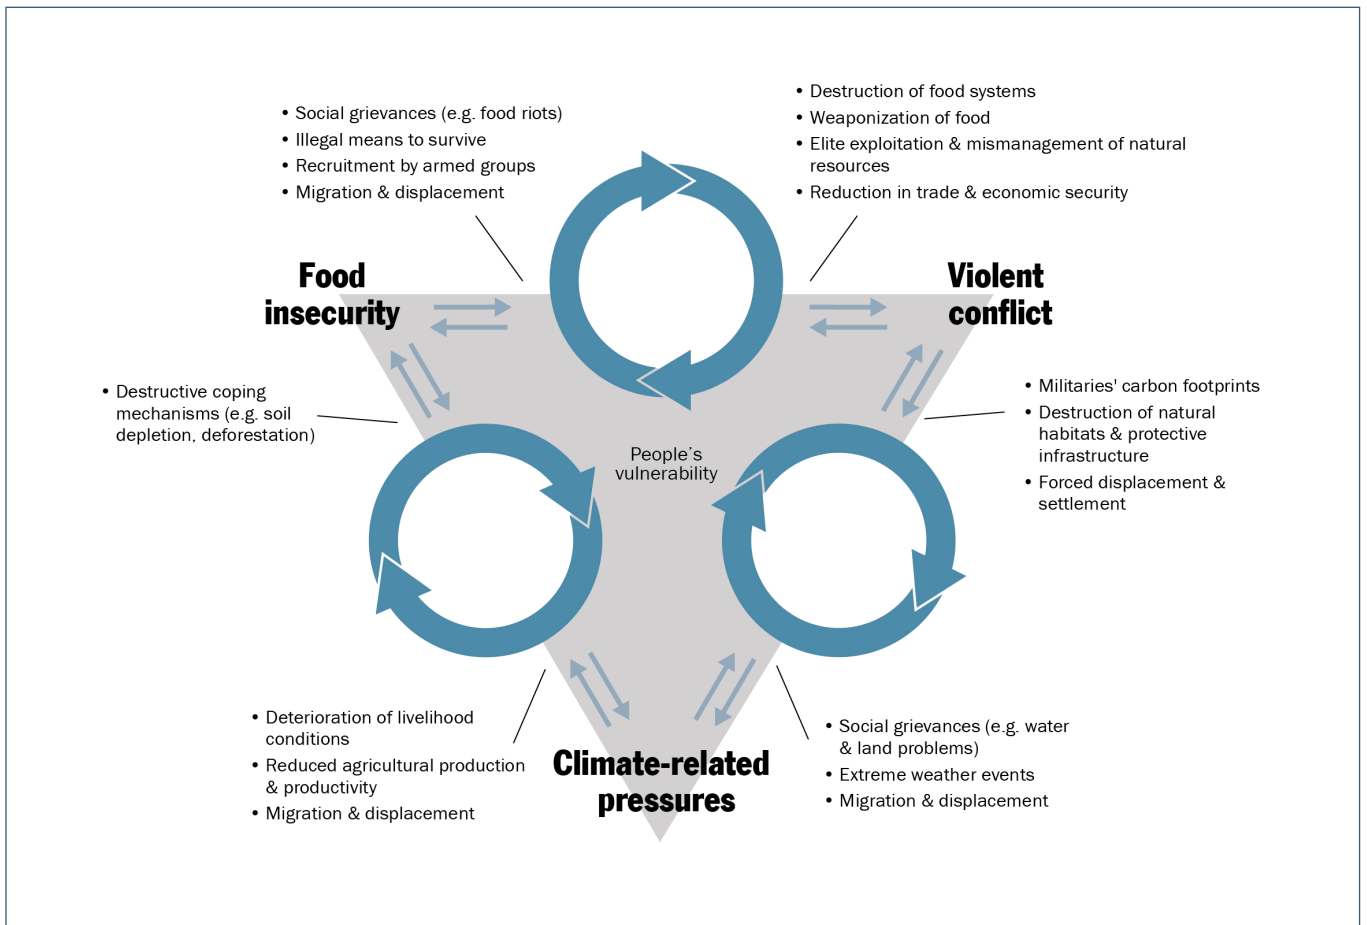 • Social grievances (e.g. food riots)
• Illegal means to survive
• Recruitment by armed groups
• Migration & displacement
• Destruction of food systems
• Weaponization of food
• Elite exploitation & mismanagement of natural
resources
• Reduction in trade & economic security
Food
insecurity
Violent
conflict
• Destructive coping
mechanisms (e.g. soil
depletion, deforestation)
People's
vulnerability
• Militaries' carbon footprints
• Destruction of natural
habitats & protective
infrastructure
• Forced displacement &
settlement
• Deterioration of livelihood
conditions
• Reduced agricultural production
& productivity
• Migration & displacement
Climate-related
pressures
• Social grievances (e.g. water
& land problems)
• Extreme weather events
• Migration & displacement